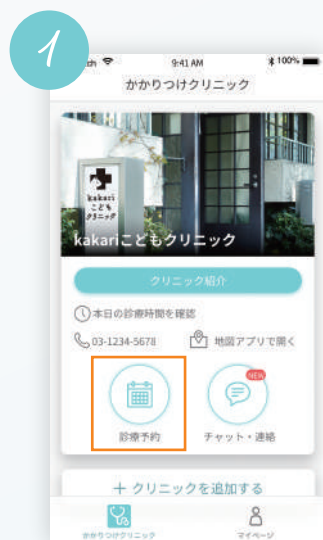 1
9:41 AM
100%
かかりつけクリニック
kakari
こども
クリニック
kakariこどもクリニック
クリニック紹介
本日の診療時間を確認
03-1234-5678
地図アプリで開く
NEW
診療予約
チャット・連絡
＋ クリニックを追加する
かかりつけクリニック
マイページ